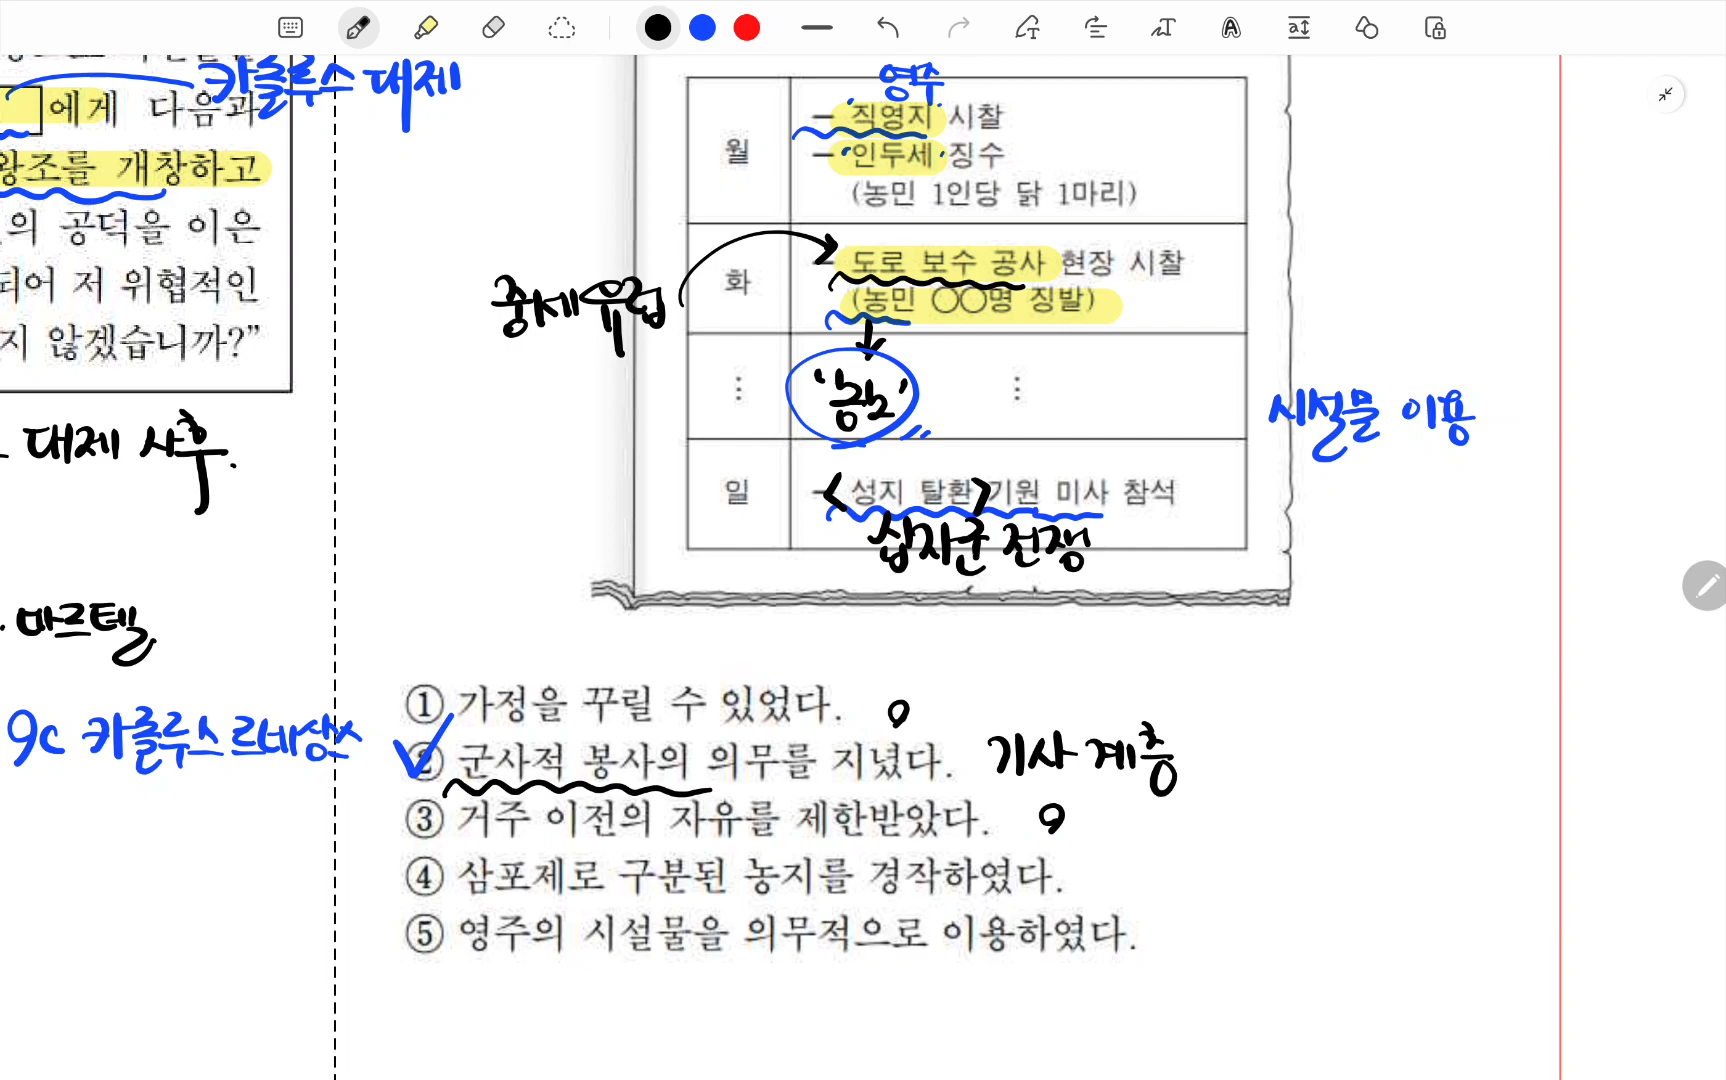 카롤루스 대제
에게 다음과
왕조를 개창하고
의 공덕을 이은
되어 저 위협적인
지 않겠습니까?”
대제 사후.
마르텔
9c 카롤루스 르네상스
영주
월
– 직영지 시찰
– 인두세 징수
(농민 1인당 닭 1마리)
중세 유럽
화
– 도로 보수 공사 현장 시찰
(농민 ○○명 징발)
⋮
'농노'
⋮
시설물 이용
일
– <성지 탈환> 기원 미사 참석
십자군 전쟁
① 가정을 꾸릴 수 있었다.
② 군사적 봉사의 의무를 지녔다. 기사 계층
③ 거주 이전의 자유를 제한받았다.
④ 삼포제로 구분된 농지를 경작하였다.
⑤ 영주의 시설물을 의무적으로 이용하였다.